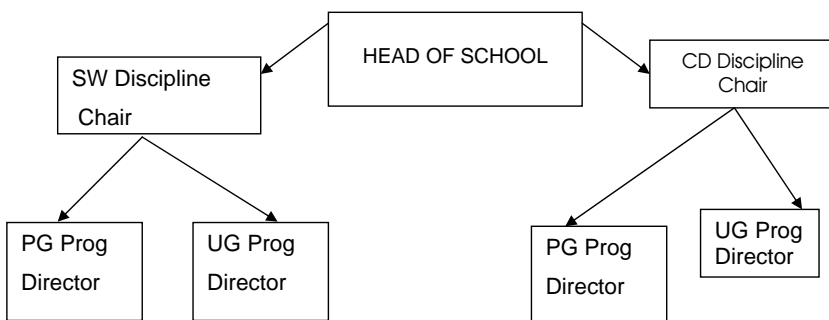 HEAD OF SCHOOL
SW Discipline
Chair
CD Discipline
Chair
PG Prog
Director
UG Prog
Director
PG Prog
Director
UG Prog
Director